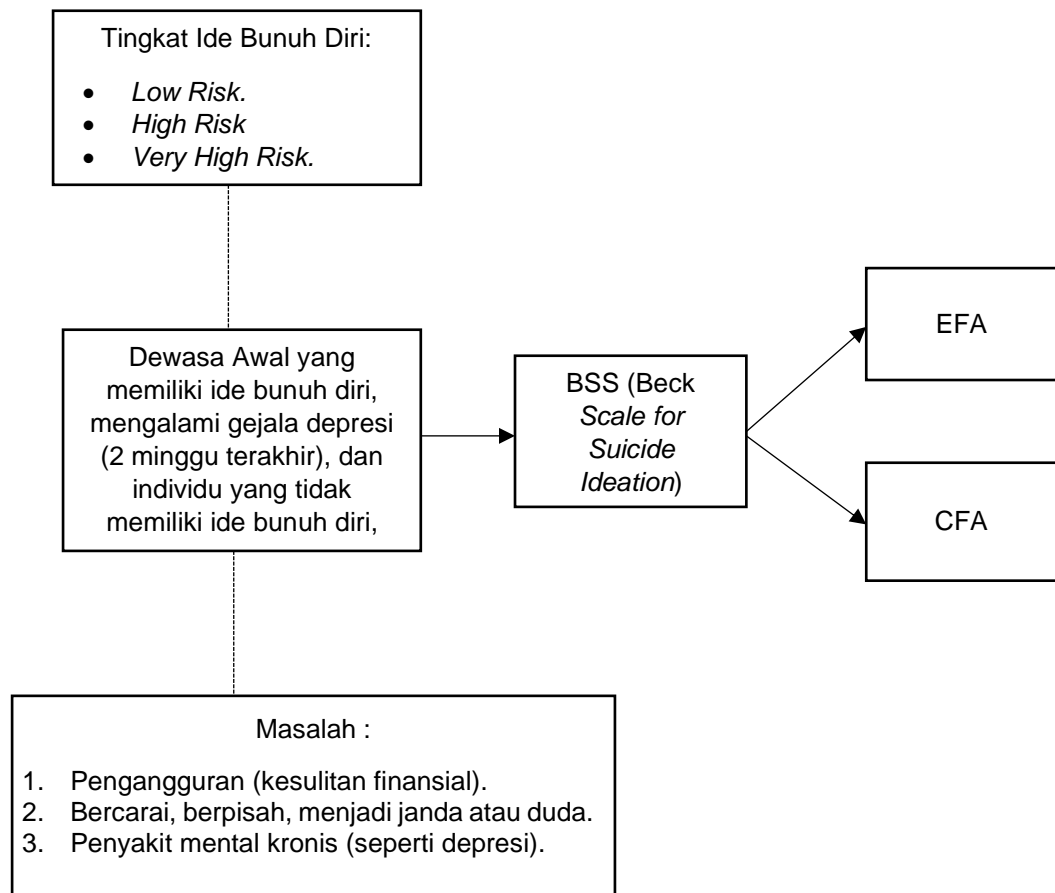 Tingkat Ide Bunuh Diri:
• Low Risk.
• High Risk
• Very High Risk.
Dewasa Awal yang
memiliki ide bunuh diri,
mengalami gejala depresi
(2 minggu terakhir), dan
individu yang tidak
memiliki ide bunuh diri,
BSS (Beck
Scale for
Suicide
Ideation)
EFA
CFA
Masalah :
1. Pengangguran (kesulitan finansial).
2. Bercarai, berpisah, menjadi janda atau duda.
3. Penyakit mental kronis (seperti depresi).